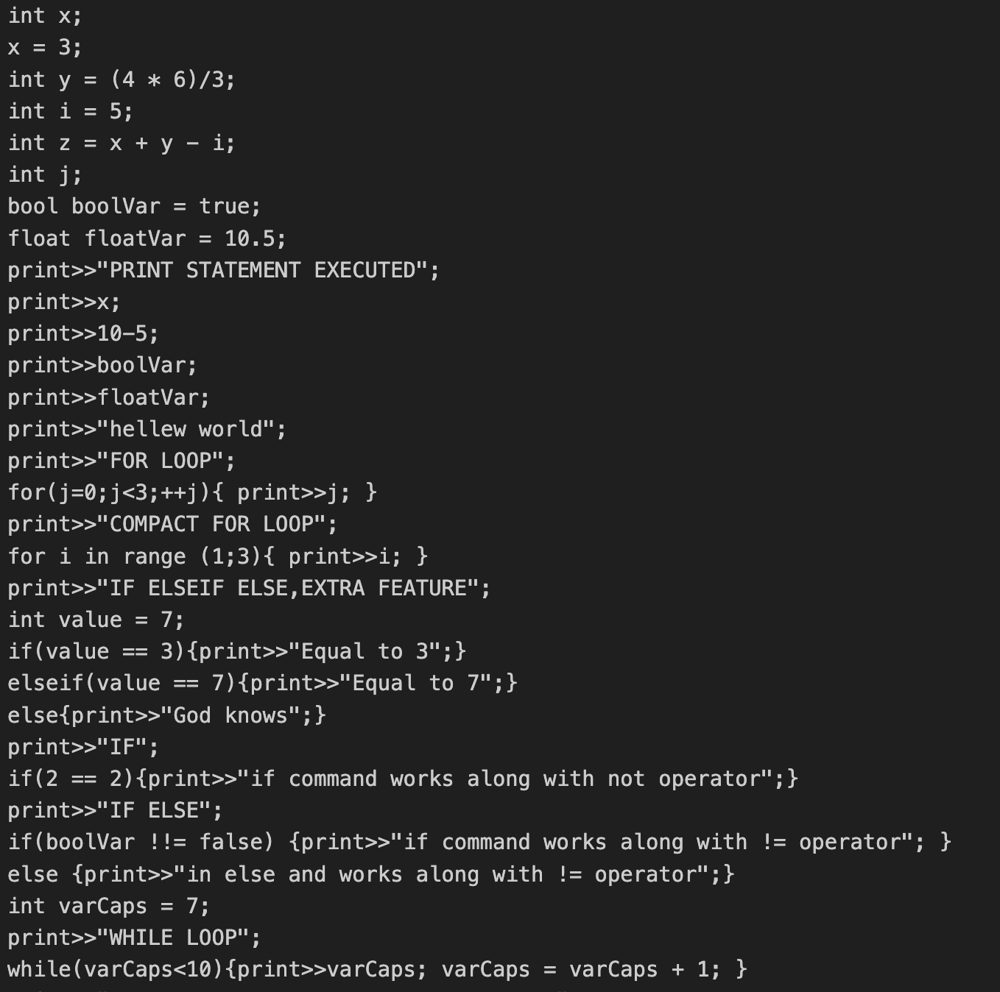 int x;
x = 3;
int y = (4 * 6)/3;
int i = 5;
int z = x + y - i;
int j;
bool boolVar = true;
float floatVar = 10.5;
print>>"PRINT STATEMENT EXECUTED";
print>>x;
print>>10-5;
print>>boolVar;
print>>floatVar;
print>>"hellew world";
print>>"FOR LOOP";
for(j=0;j<3;++j){ print>>j; }
print>>"COMPACT FOR LOOP";
for i in range (1;3){ print>>i; }
print>>"IF ELSEIF ELSE,EXTRA FEATURE";
int value = 7;
if(value == 3){print>>"Equal to 3";}
elseif(value == 7){print>>"Equal to 7";}
else{print>>"God knows";}
print>>"IF";
if(2 == 2){print>>"if command works along with not operator";}
print>>"IF ELSE";
if(boolVar !!= false) {print>>"if command works along with != operator"; }
else {print>>"in else and works along with != operator";}
int varCaps = 7;
print>>"WHILE LOOP";
while(varCaps<10){print>>varCaps; varCaps = varCaps + 1; }